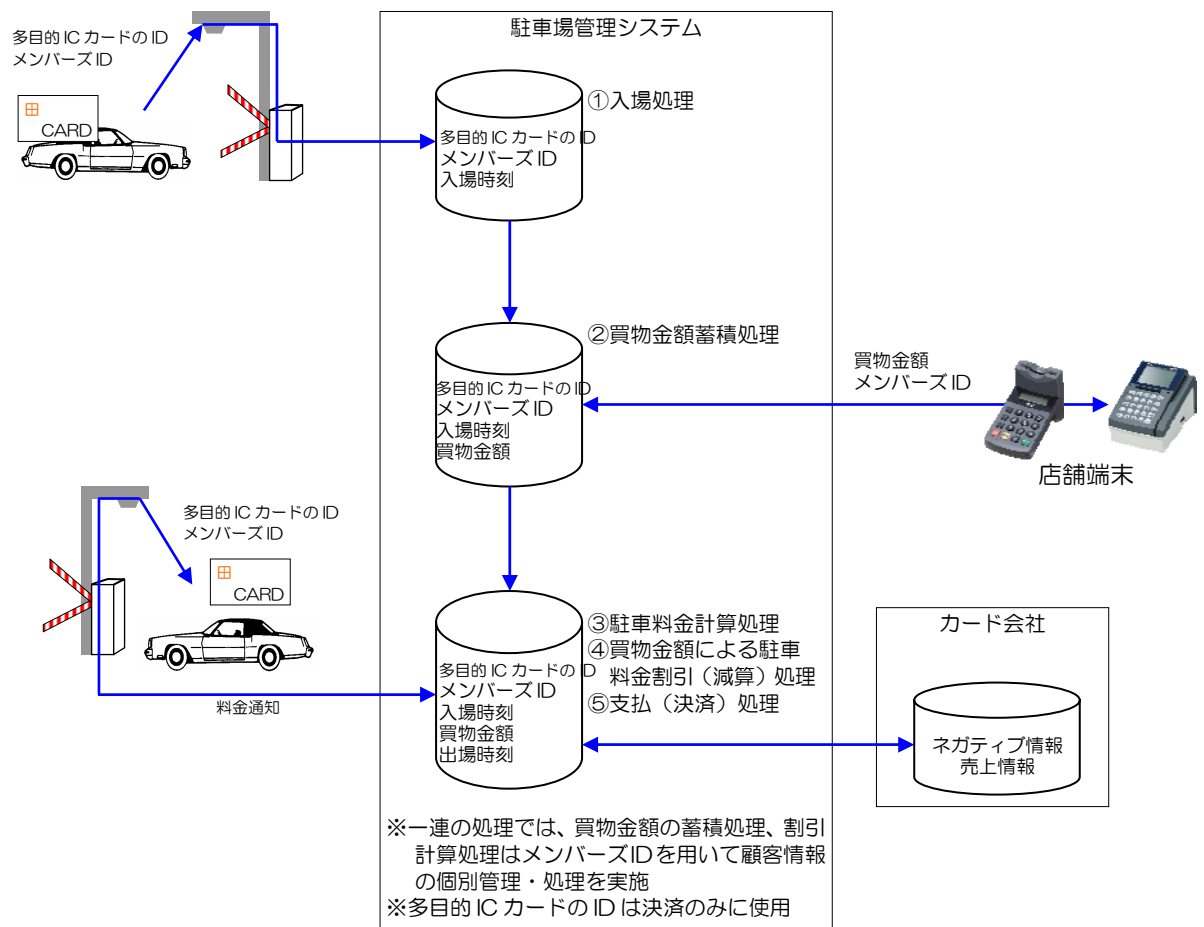 駐車場管理システム
多目的ICカードのID
メンバーズID
CARD
①入場処理
多目的ICカードのID
メンバーズID
入場時刻
②買物金額蓄積処理
多目的ICカードのID
メンバーズID
入場時刻
買物金額
買物金額
メンバーズID
店舗端末
多目的ICカードのID
メンバーズID
CARD
料金通知
③駐車料金計算処理
④買物金額による駐車
料金割引（減算）処理
⑤支払（決済）処理
多目的ICカードのID
メンバーズID
入場時刻
買物金額
出場時刻
カード会社
ネガティブ情報
売上情報
※一連の処理では、買物金額の蓄積処理、割引
計算処理はメンバーズIDを用いて顧客情報
の個別管理・処理を実施
※多目的ICカードのIDは決済のみに使用